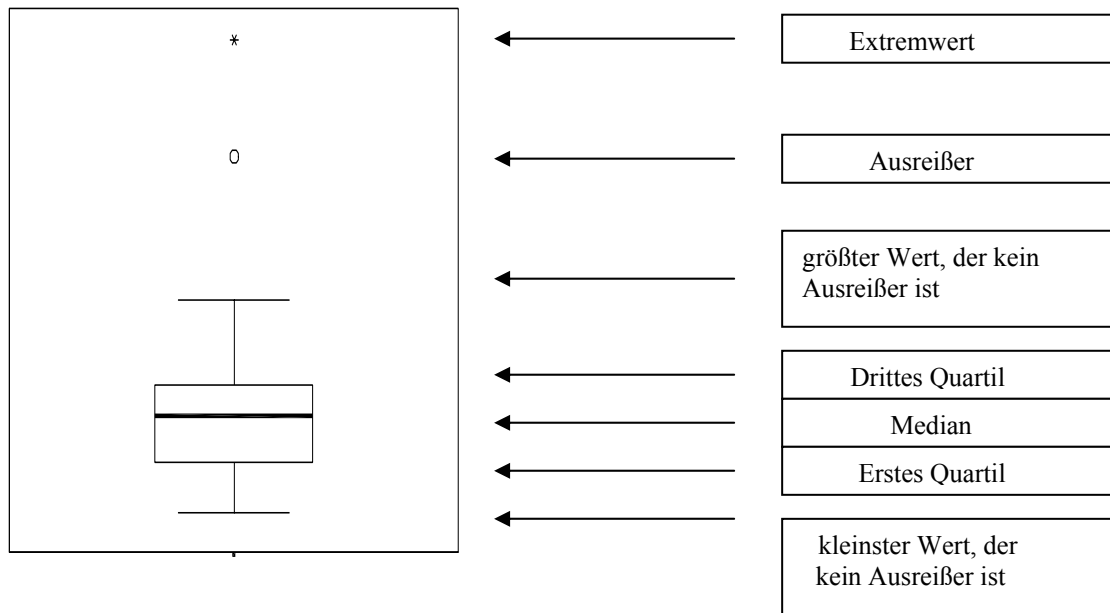 Extremwert
Ausreißer
größter Wert, der kein
Ausreißer ist
Drittes Quartil
Median
Erstes Quartil
kleinster Wert, der
kein Ausreißer ist